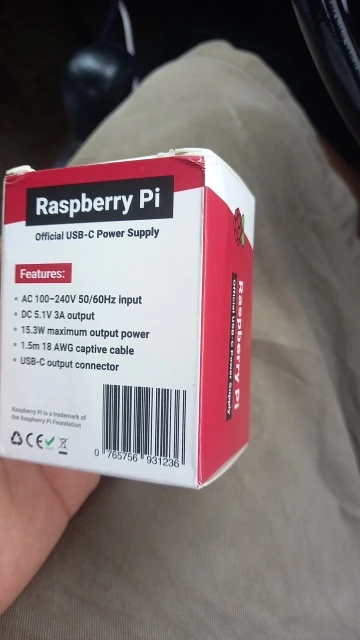 Raspberry Pi
Official USB-C Power Supply
Features:
• AC 100–240V 50/60Hz input
• DC 5.1V 3A output
• 15.3W maximum output power
• 1.5m 18 AWG captive cable
• USB-C output connector
Raspberry Pi is a trademark of
the Raspberry Pi Foundation
CE
0 765756 931236
Raspberry Pi
Official USB-C Power Supply